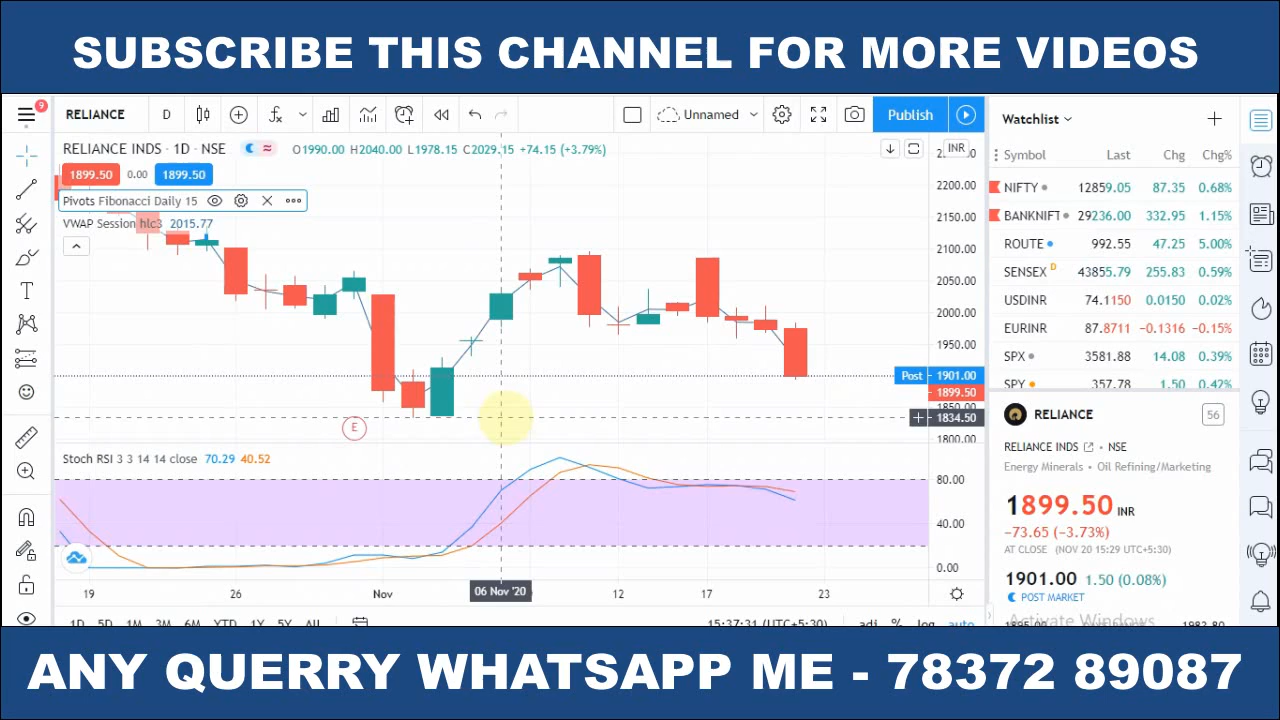 SUBSCRIBE THIS CHANNEL FOR MORE VIDEOS
9
RELIANCE D Unnamed Publish
RELIANCE INDS · 1D · NSE O1990.00 H2040.00 L1978.15 C2029.15 +74.15 (+3.79%)
1899.50 0.00 1899.50
Pivots Fibonacci Daily 15
VWAP Session hlc3 2015.77
INR
2200.00
2150.00
2100.00
2050.00
2000.00
1950.00
Post 1901.00
1899.50
1850.00
1834.50
1800.00
E
Stoch RSI 3 3 14 14 close 70.29 40.52
80.00
40.00
0.00
19 26 Nov 06 Nov '20 12 17 23
1D 5D 1M 3M 6M YTD 1Y 5Y All 15:37:31 (UTC+5:30) adj % log auto
Watchlist
Symbol Last Chg Chg%
NIFTY 12859.05 87.35 0.68%
BANKNIFT 29236.00 332.95 1.15%
ROUTE 992.55 47.25 5.00%
SENSEX D 43855.79 255.83 0.59%
USDINR 74.1150 0.0150 0.02%
EURINR 87.8711 −0.1316 −0.15%
SPX 3581.88 14.08 0.39%
SPY 357.78 1.50 0.42%
RELIANCE 56
RELIANCE INDS · NSE
Energy Minerals • Oil Refining/Marketing
1899.50 INR
−73.65 (−3.73%)
AT CLOSE (NOV 20 15:29 UTC+5:30)
1901.00 1.50 (0.08%)
POST MARKET
Activate Windows
ANY QUERRY WHATSAPP ME - 78372 89087